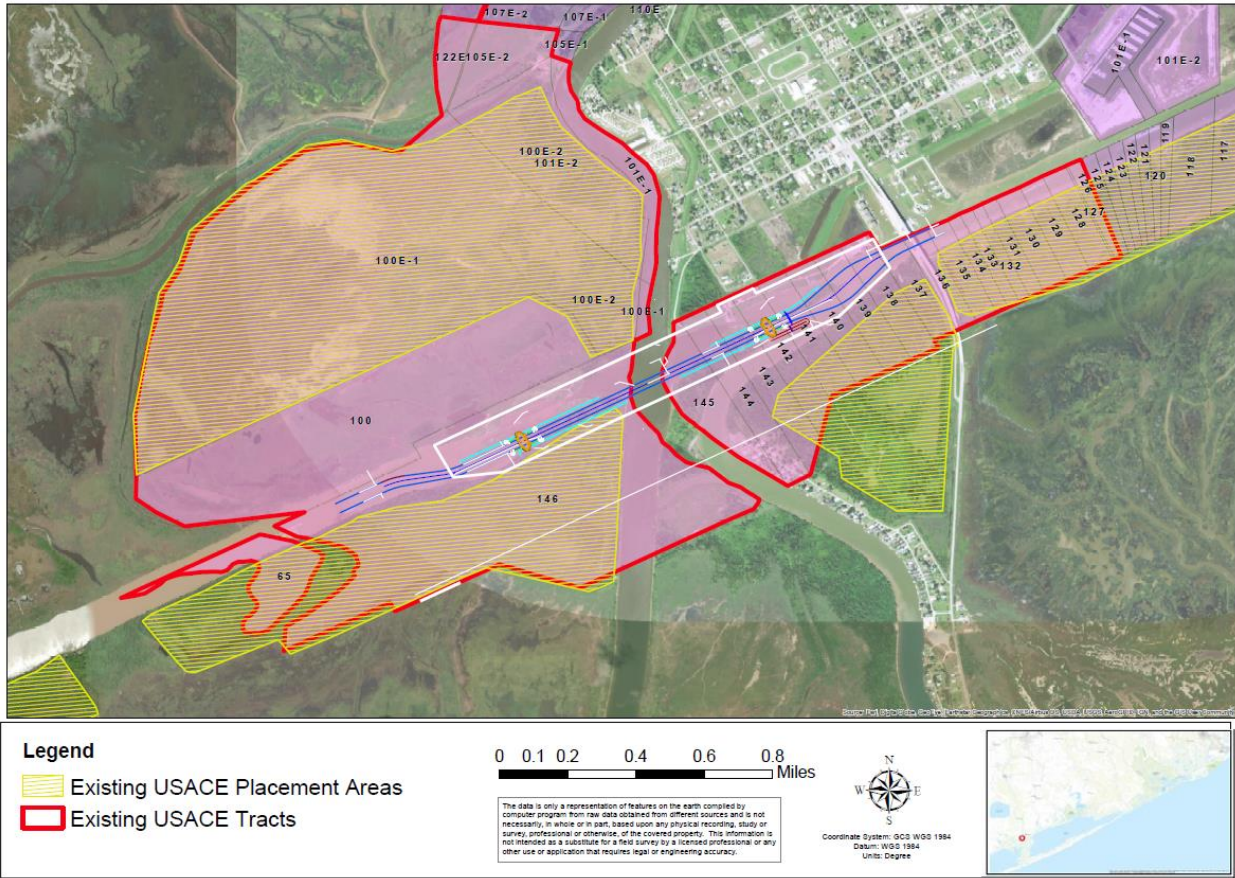 107E-2
107E-1
110E
105E-1
122E105E-2
101E-1
101E-2
100E-2
101E-2
101E-1
119
117
118
121
122
120
123
124
125
126
127
128
129
130
131
133
132
134
135
136
100E-1
100E-2
100E-1
137
138
139
140
141
142
143
144
145
100
146
65
Legend
Existing USACE Placement Areas
Existing USACE Tracts
0 0.1 0.2 0.4 0.6 0.8
Miles
The data is only a representation of features on the earth compiled by
computer program from raw data obtained from different sources and is not
necessarily, in whole or in part, based upon any physical recording, study or
survey, professional or otherwise, of the covered property. This information is
not intended as a substitute for a field survey by a licensed professional or any
other use or application that requires legal or engineering accuracy.
N
W E
S
Coordinate System: GCS WGS 1984
Datum: WGS 1984
Units: Degree